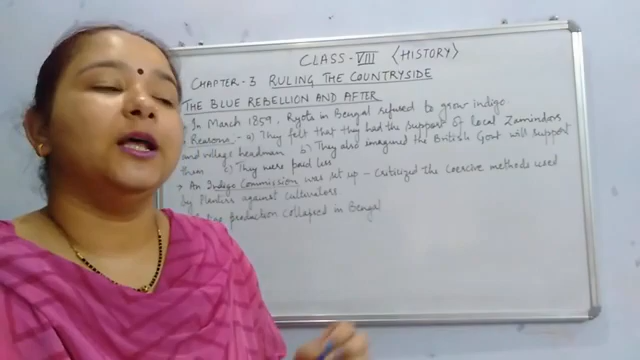 CLASS-VIII <HISTORY>
CHAPTER-3 RULING THE COUNTRYSIDE
THE BLUE REBELLION AND AFTER
In March 1859, Ryots in Bengal refused to grow indigo
Reasons - a) They felt that they had the support of local Zamindars
and village headman b) They also imagined the British Govt will support
them c) They were paid less
An Indigo Commission was set up - criticized the coercive methods used
by Planters against cultivators
production collapsed in Bengal